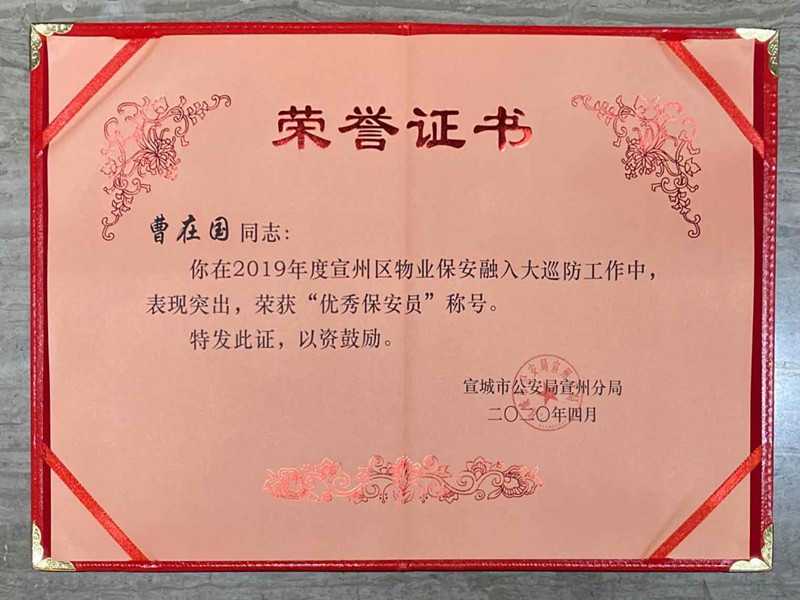 荣誉证书
曹在国 同志：
你在2019年度宣州区物业保安融入大巡防工作中，
表现突出，荣获“优秀保安员”称号。
特发此证，以资鼓励。
宣城市公安局宣州分局
二〇二〇年四月